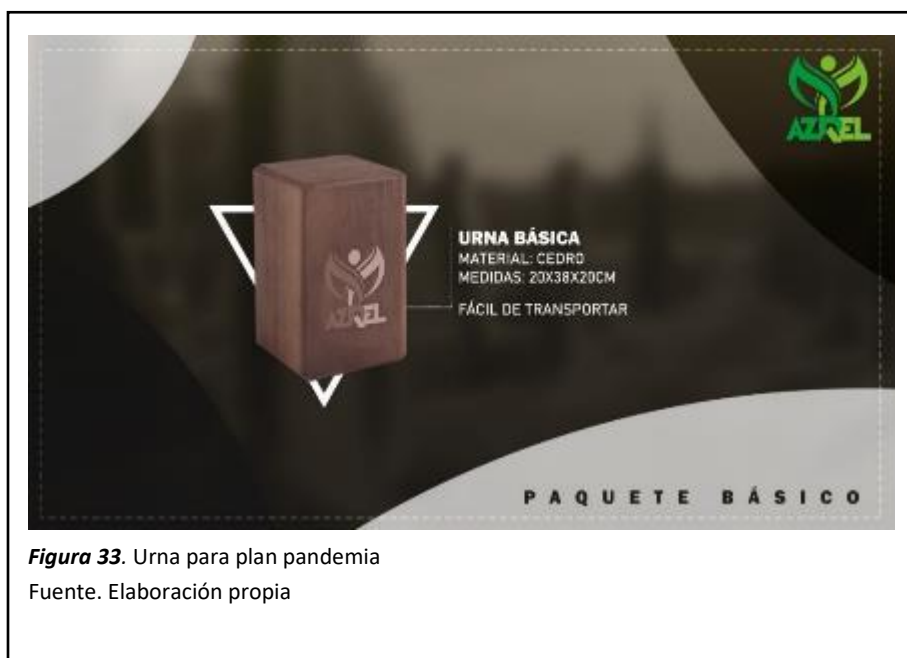 AZREL
URNA BÁSICA
MATERIAL: CEDRO
MEDIDAS: 20X38X20CM
FÁCIL DE TRANSPORTAR
AZREL
PAQUETE BÁSICO
Figura 33. Urna para plan pandemia
Fuente. Elaboración propia